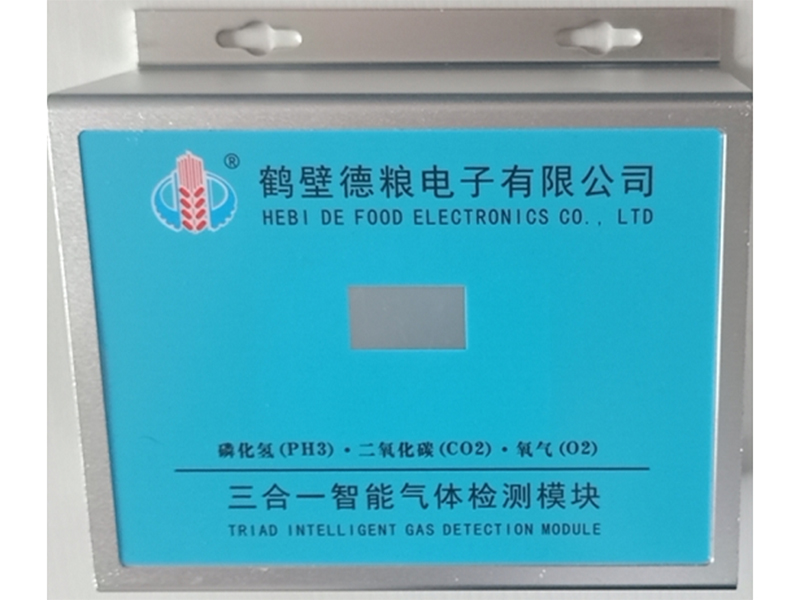 ®
鹤壁德粮电子有限公司
HEBI DE FOOD ELECTRONICS CO., LTD
磷化氢(PH3)·二氧化碳(CO2)·氧气(O2)
三合一智能气体检测模块
TRIAD INTELLIGENT GAS DETECTION MODULE